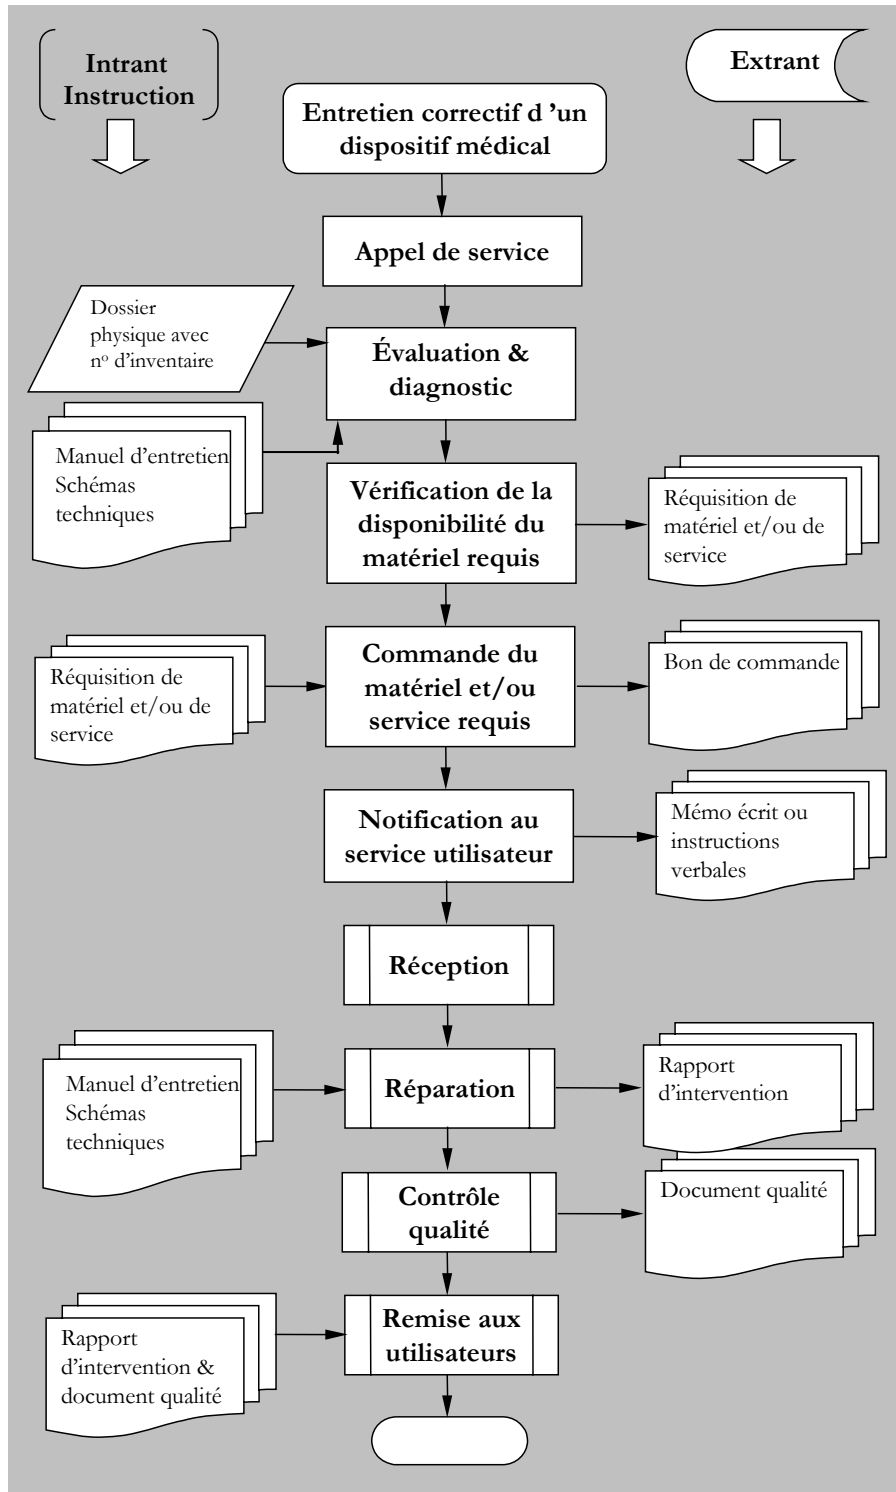 Intrant
Instruction
Extrant
Entretien correctif d ’un
dispositif médical
Appel de service
Dossier
physique avec
nº d’inventaire
Évaluation &
diagnostic
Manuel d’entretien
Schémas
techniques
Vérification de la
disponibilité du
matériel requis
Réquisition de
matériel et/ou de
service
Réquisition de
matériel et/ou de
service
Commande du
matériel et/ou
service requis
Bon de commande
Notification au
service utilisateur
Mémo écrit ou
instructions
verbales
Réception
Manuel d’entretien
Schémas
techniques
Réparation
Rapport
d’intervention
Contrôle
qualité
Document qualité
Rapport
d’intervention &
document qualité
Remise aux
utilisateurs